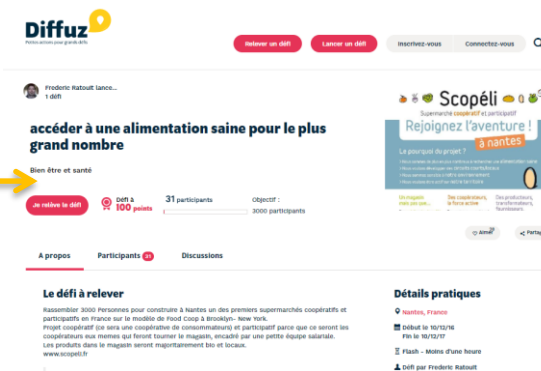 Diffuz
Petites actions pour grands défis
Relever un défi
Lancer un défi
Inscrivez-vous
Connectez-vous
Frederic Ratouit lance...
1 défi
accéder à une alimentation saine pour le plus
grand nombre
Bien être et santé
Je relève le défi
Défi à
100 points
31 participants
Objectif :
3000 participants
Scopéli
Supermarché coopératif et participatif
Rejoignez l'aventure !
à nantes
Le pourquoi du projet ?
Un magasin
Des coopérateurs,
la force active
Des producteurs,
transformateurs,
fournisseurs
Aimer
Partag
A propos
Participants 31
Discussions
Le défi à relever
Rassembler 3000 Personnes pour construire à Nantes un des premiers supermarchés coopératifs et
participatifs en France sur le modèle de Food Coop à Brooklyn– New York.
Projet coopératif (ce sera une coopérative de consommateurs) et participatif parce que ce seront les
coopérateurs eux memes qui feront tourner le magasin, encadré par une petite équipe salariale.
Les produits dans le magasin seront majoritairement bio et locaux.
www.scopeli.fr
Détails pratiques
Nantes, France
Début le 10/12/16
Fin le 10/12/17
Flash - Moins d'une heure
Défi par Frederic Ratouit